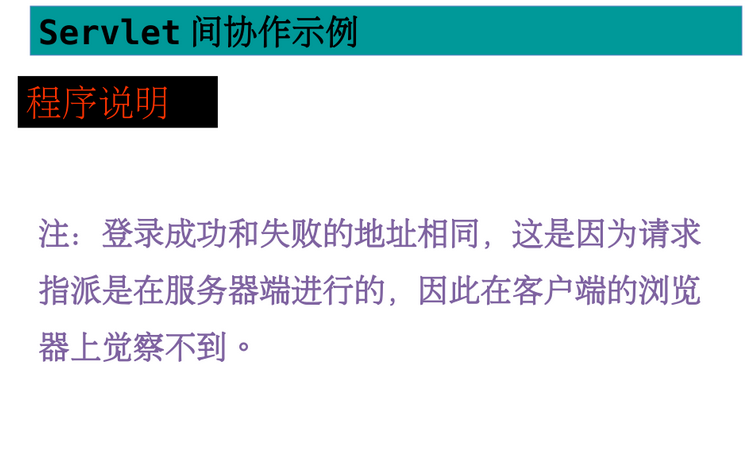 Servlet 间协作示例
程序说明
注：登录成功和失败的地址相同，这是因为请求
指派是在服务器端进行的，因此在客户端的浏览
器上觉察不到。